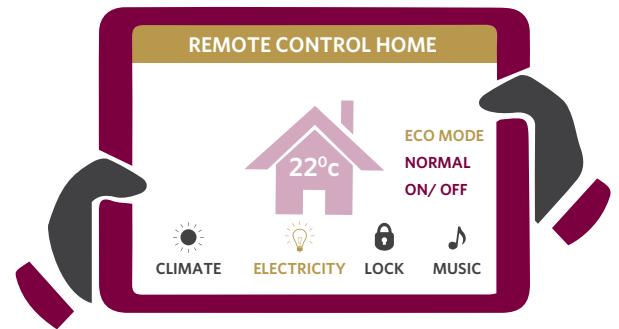 REMOTE CONTROL HOME
ECO MODE
22ºc
NORMAL
ON/ OFF
CLIMATE ELECTRICITY LOCK MUSIC